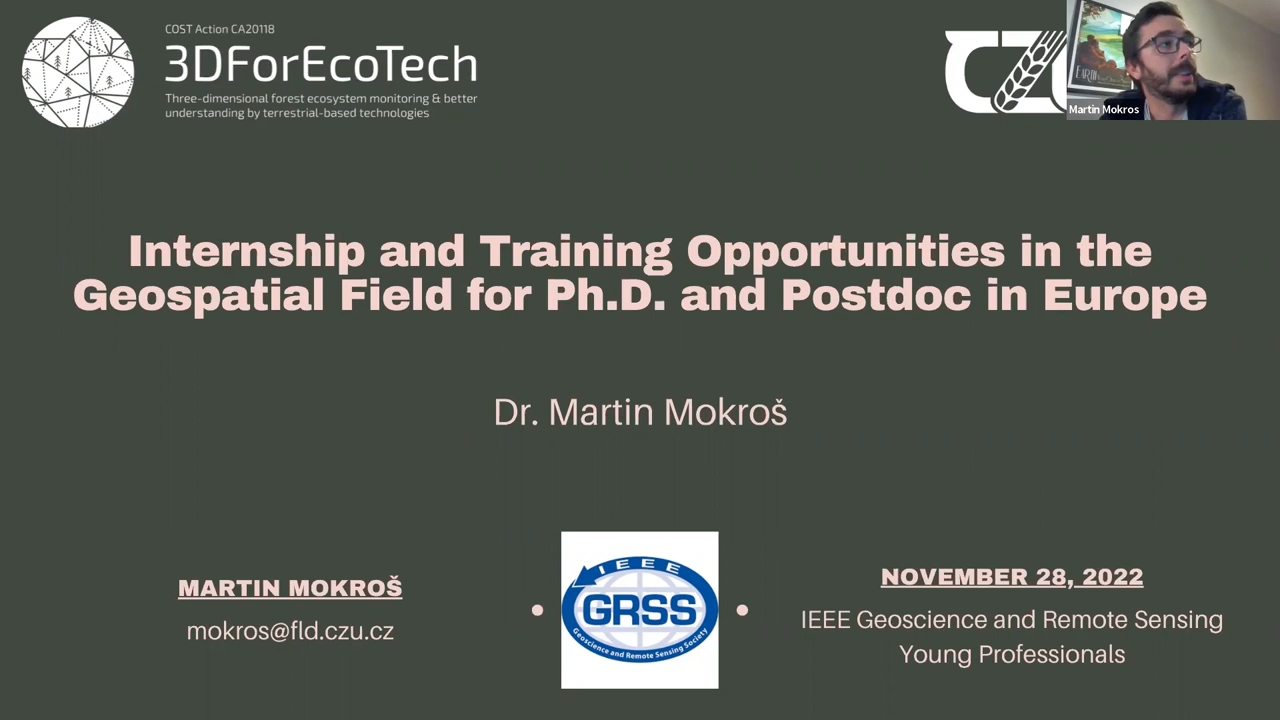 COST Action CA20118
3DForEcoTech
Three-dimensional forest ecosystem monitoring & better
understanding by terrestrial-based technologies
CZU
EARTH
Martin Mokros
Internship and Training Opportunities in the
Geospatial Field for Ph.D. and Postdoc in Europe
Dr. Martin Mokroš
MARTIN MOKROŠ
mokros@fld.czu.cz
IEEE
GRSS
Geoscience and Remote Sensing Society
NOVEMBER 28, 2022
IEEE Geoscience and Remote Sensing
Young Professionals